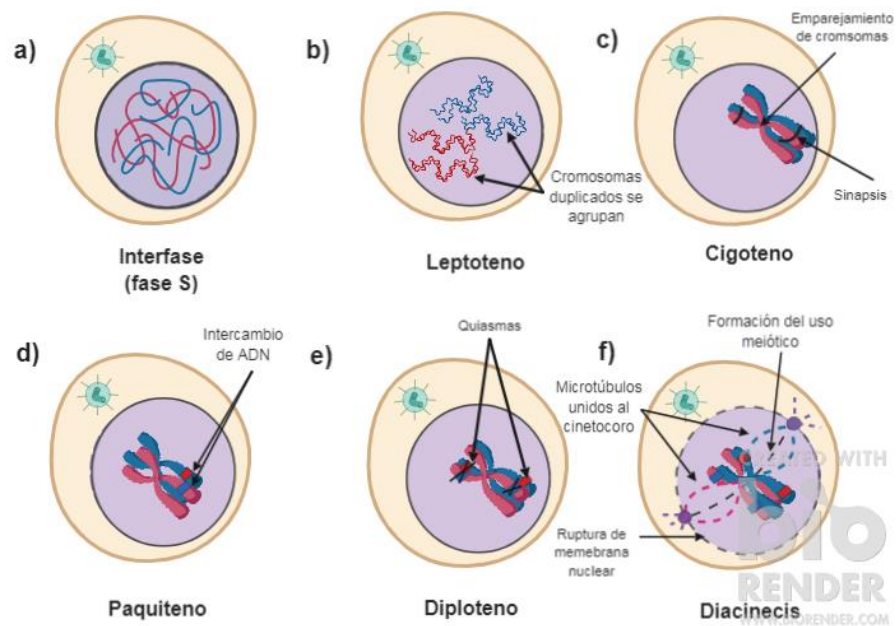 a)
Interfase
(fase S)
b)
Cromosomas
duplicados se
agrupan
Leptoteno
c)
Emparejamiento
de cromsomas
Sinapsis
Cigoteno
d)
Intercambio
de ADN
Paquiteno
e)
Quiasmas
Diploteno
f)
Formación del uso
meiótico
Microtúbulos
unidos al
cinetocoro
Ruptura de
memebrana
nuclear
Diacinecis
CREATED WITH
bio
RENDER
WWW.BIORENDER.COM